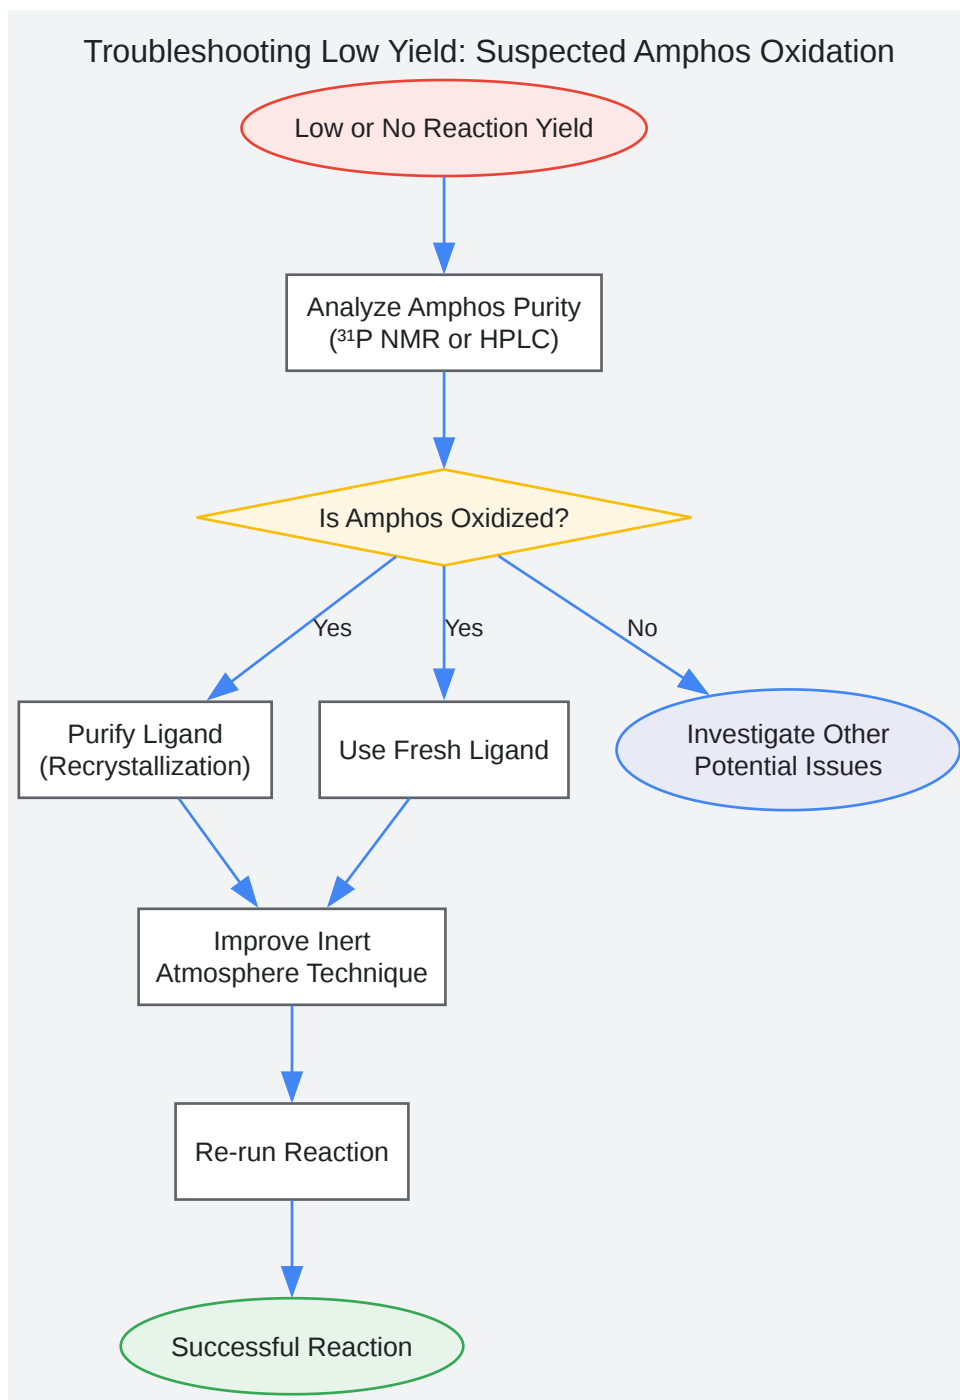 Troubleshooting Low Yield: Suspected Amphos Oxidation
Low or No Reaction Yield
Analyze Amphos Purity
(³¹P NMR or HPLC)
Is Amphos Oxidized?
Yes
Yes
No
Purify Ligand
(Recrystallization)
Use Fresh Ligand
Investigate Other
Potential Issues
Improve Inert
Atmosphere Technique
Re-run Reaction
Successful Reaction